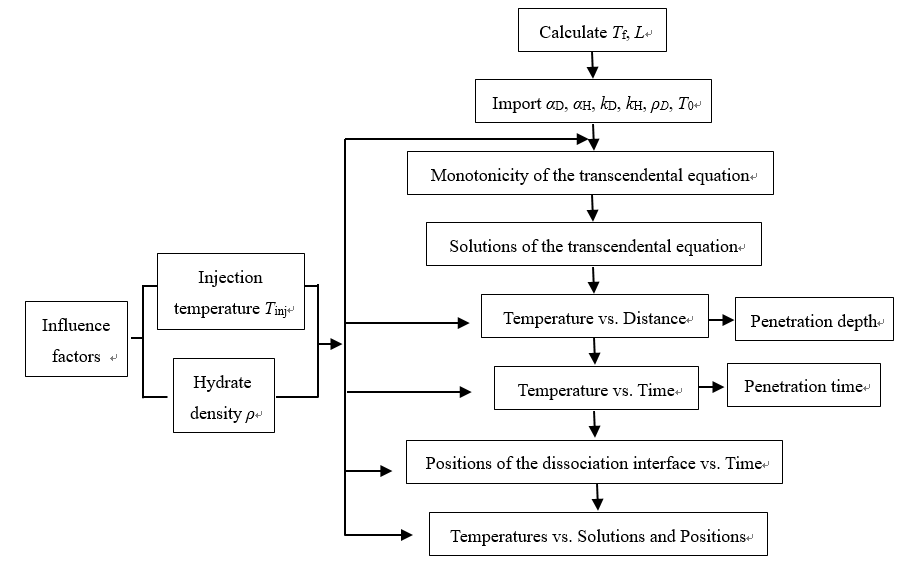 Calculate Tf, L
Import αD, αH, kD, kH, ρD, T0
Monotonicity of the transcendental equation
Solutions of the transcendental equation
Injection
temperature Tinj
Influence
factors
Hydrate
density ρ
Temperature vs. Distance
Penetration depth
Temperature vs. Time
Penetration time
Positions of the dissociation interface vs. Time
Temperatures vs. Solutions and Positions